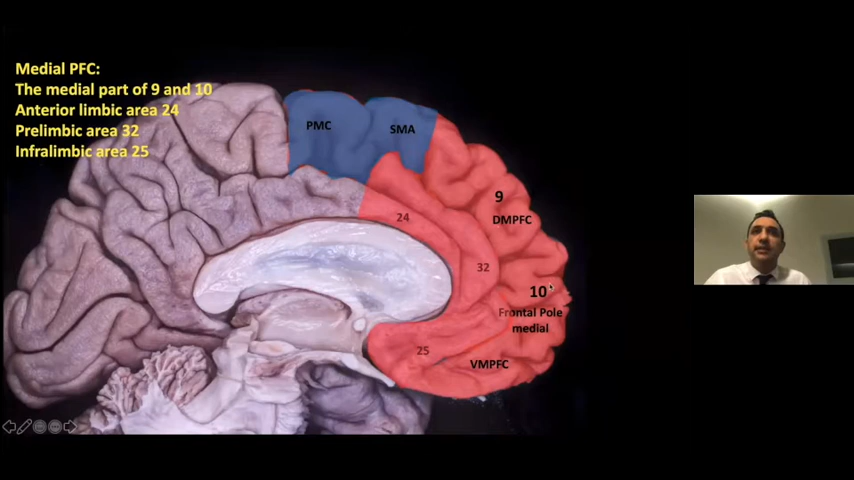 Medial PFC:
The medial part of 9 and 10
Anterior limbic area 24
Prelimbic area 32
Infralimbic area 25
PMC
SMA
9
DMPFC
24
32
10
Frontal Pole
medial
25
VMPFC